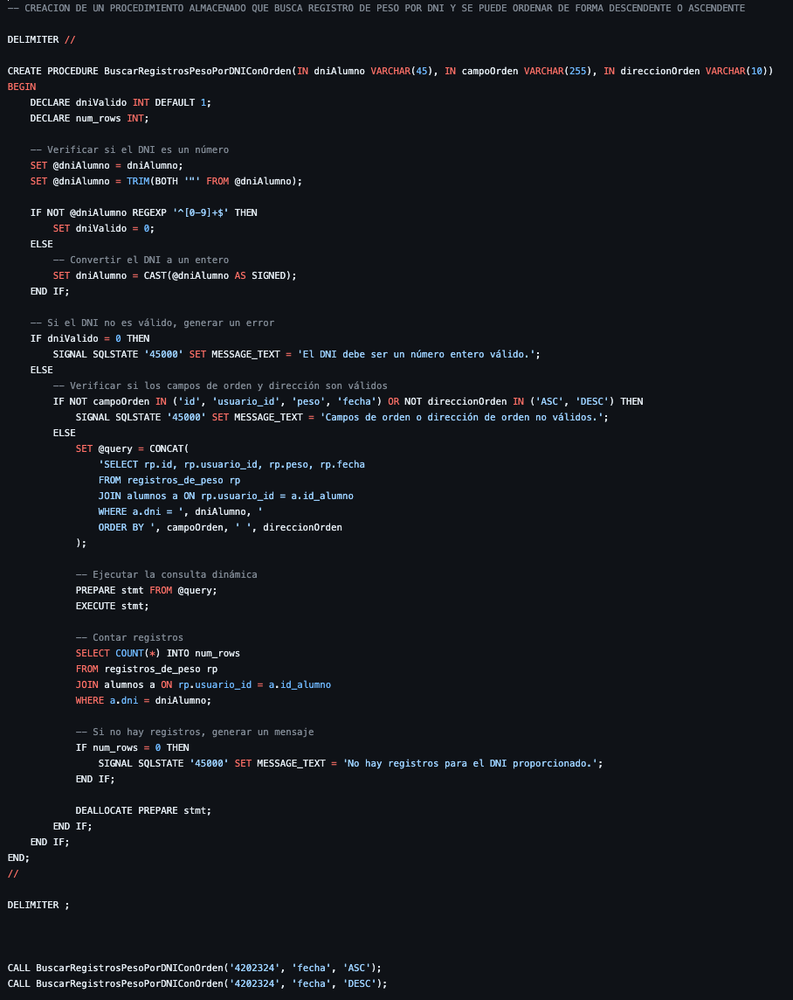 -- CREACION DE UN PROCEDIMIENTO ALMACENADO QUE BUSCA REGISTRO DE PESO POR DNI Y SE PUEDE ORDENAR DE FORMA DESCENDENTE O ASCENDENTE

DELIMITER //

CREATE PROCEDURE BuscarRegistrosPesoPorDNIConOrden(IN dniAlumno VARCHAR(45), IN campoOrden VARCHAR(255), IN direccionOrden VARCHAR(10))
BEGIN
    DECLARE dniValido INT DEFAULT 1;
    DECLARE num_rows INT;

    -- Verificar si el DNI es un número
    SET @dniAlumno = dniAlumno;
    SET @dniAlumno = TRIM(BOTH '"' FROM @dniAlumno);

    IF NOT @dniAlumno REGEXP '^[0-9]+$' THEN
        SET dniValido = 0;
    ELSE
        -- Convertir el DNI a un entero
        SET dniAlumno = CAST(@dniAlumno AS SIGNED);
    END IF;

    -- Si el DNI no es válido, generar un error
    IF dniValido = 0 THEN
        SIGNAL SQLSTATE '45000' SET MESSAGE_TEXT = 'El DNI debe ser un número entero válido.';
    ELSE
        -- Verificar si los campos de orden y dirección son válidos
        IF NOT campoOrden IN ('id', 'usuario_id', 'peso', 'fecha') OR NOT direccionOrden IN ('ASC', 'DESC') THEN
            SIGNAL SQLSTATE '45000' SET MESSAGE_TEXT = 'Campos de orden o dirección de orden no válidos.';
        ELSE
            SET @query = CONCAT(
                'SELECT rp.id, rp.usuario_id, rp.peso, rp.fecha
                FROM registros_de_peso rp
                JOIN alumnos a ON rp.usuario_id = a.id_alumno
                WHERE a.dni = ', dniAlumno, '
                ORDER BY ', campoOrden, ' ', direccionOrden
            );

            -- Ejecutar la consulta dinámica
            PREPARE stmt FROM @query;
            EXECUTE stmt;

            -- Contar registros
            SELECT COUNT(*) INTO num_rows
            FROM registros_de_peso rp
            JOIN alumnos a ON rp.usuario_id = a.id_alumno
            WHERE a.dni = dniAlumno;

            -- Si no hay registros, generar un mensaje
            IF num_rows = 0 THEN
                SIGNAL SQLSTATE '45000' SET MESSAGE_TEXT = 'No hay registros para el DNI proporcionado.';
            END IF;

            DEALLOCATE PREPARE stmt;
        END IF;
    END IF;
END;
//

DELIMITER ;

CALL BuscarRegistrosPesoPorDNIConOrden('4202324', 'fecha', 'ASC');
CALL BuscarRegistrosPesoPorDNIConOrden('4202324', 'fecha', 'DESC');